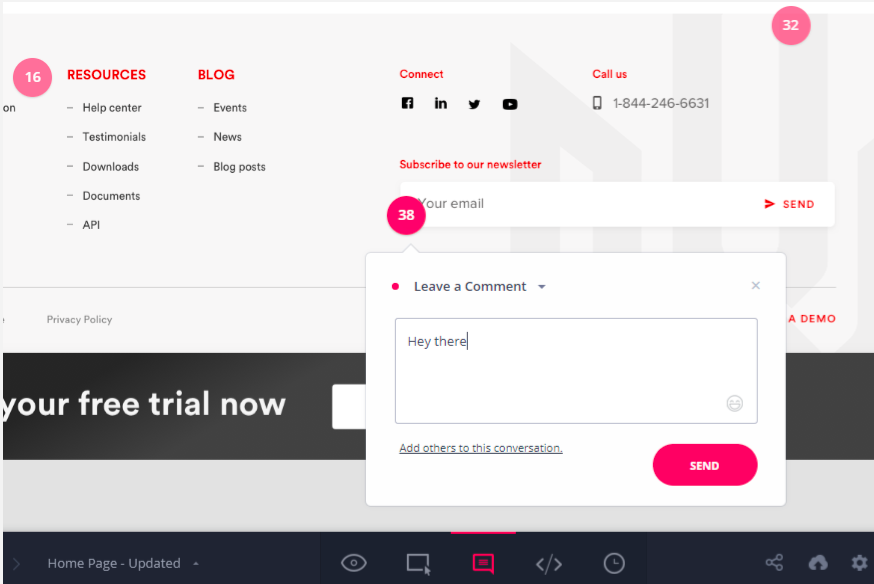 32
16
RESOURCES
Help center
Testimonials
Downloads
Documents
API
BLOG
Events
News
Blog posts
Connect
Call us
1-844-246-6631
Subscribe to our newsletter
Your email
SEND
38
Leave a Comment
Hey there
Add others to this conversation.
SEND
on
Privacy Policy
A DEMO
your free trial now
Home Page - Updated